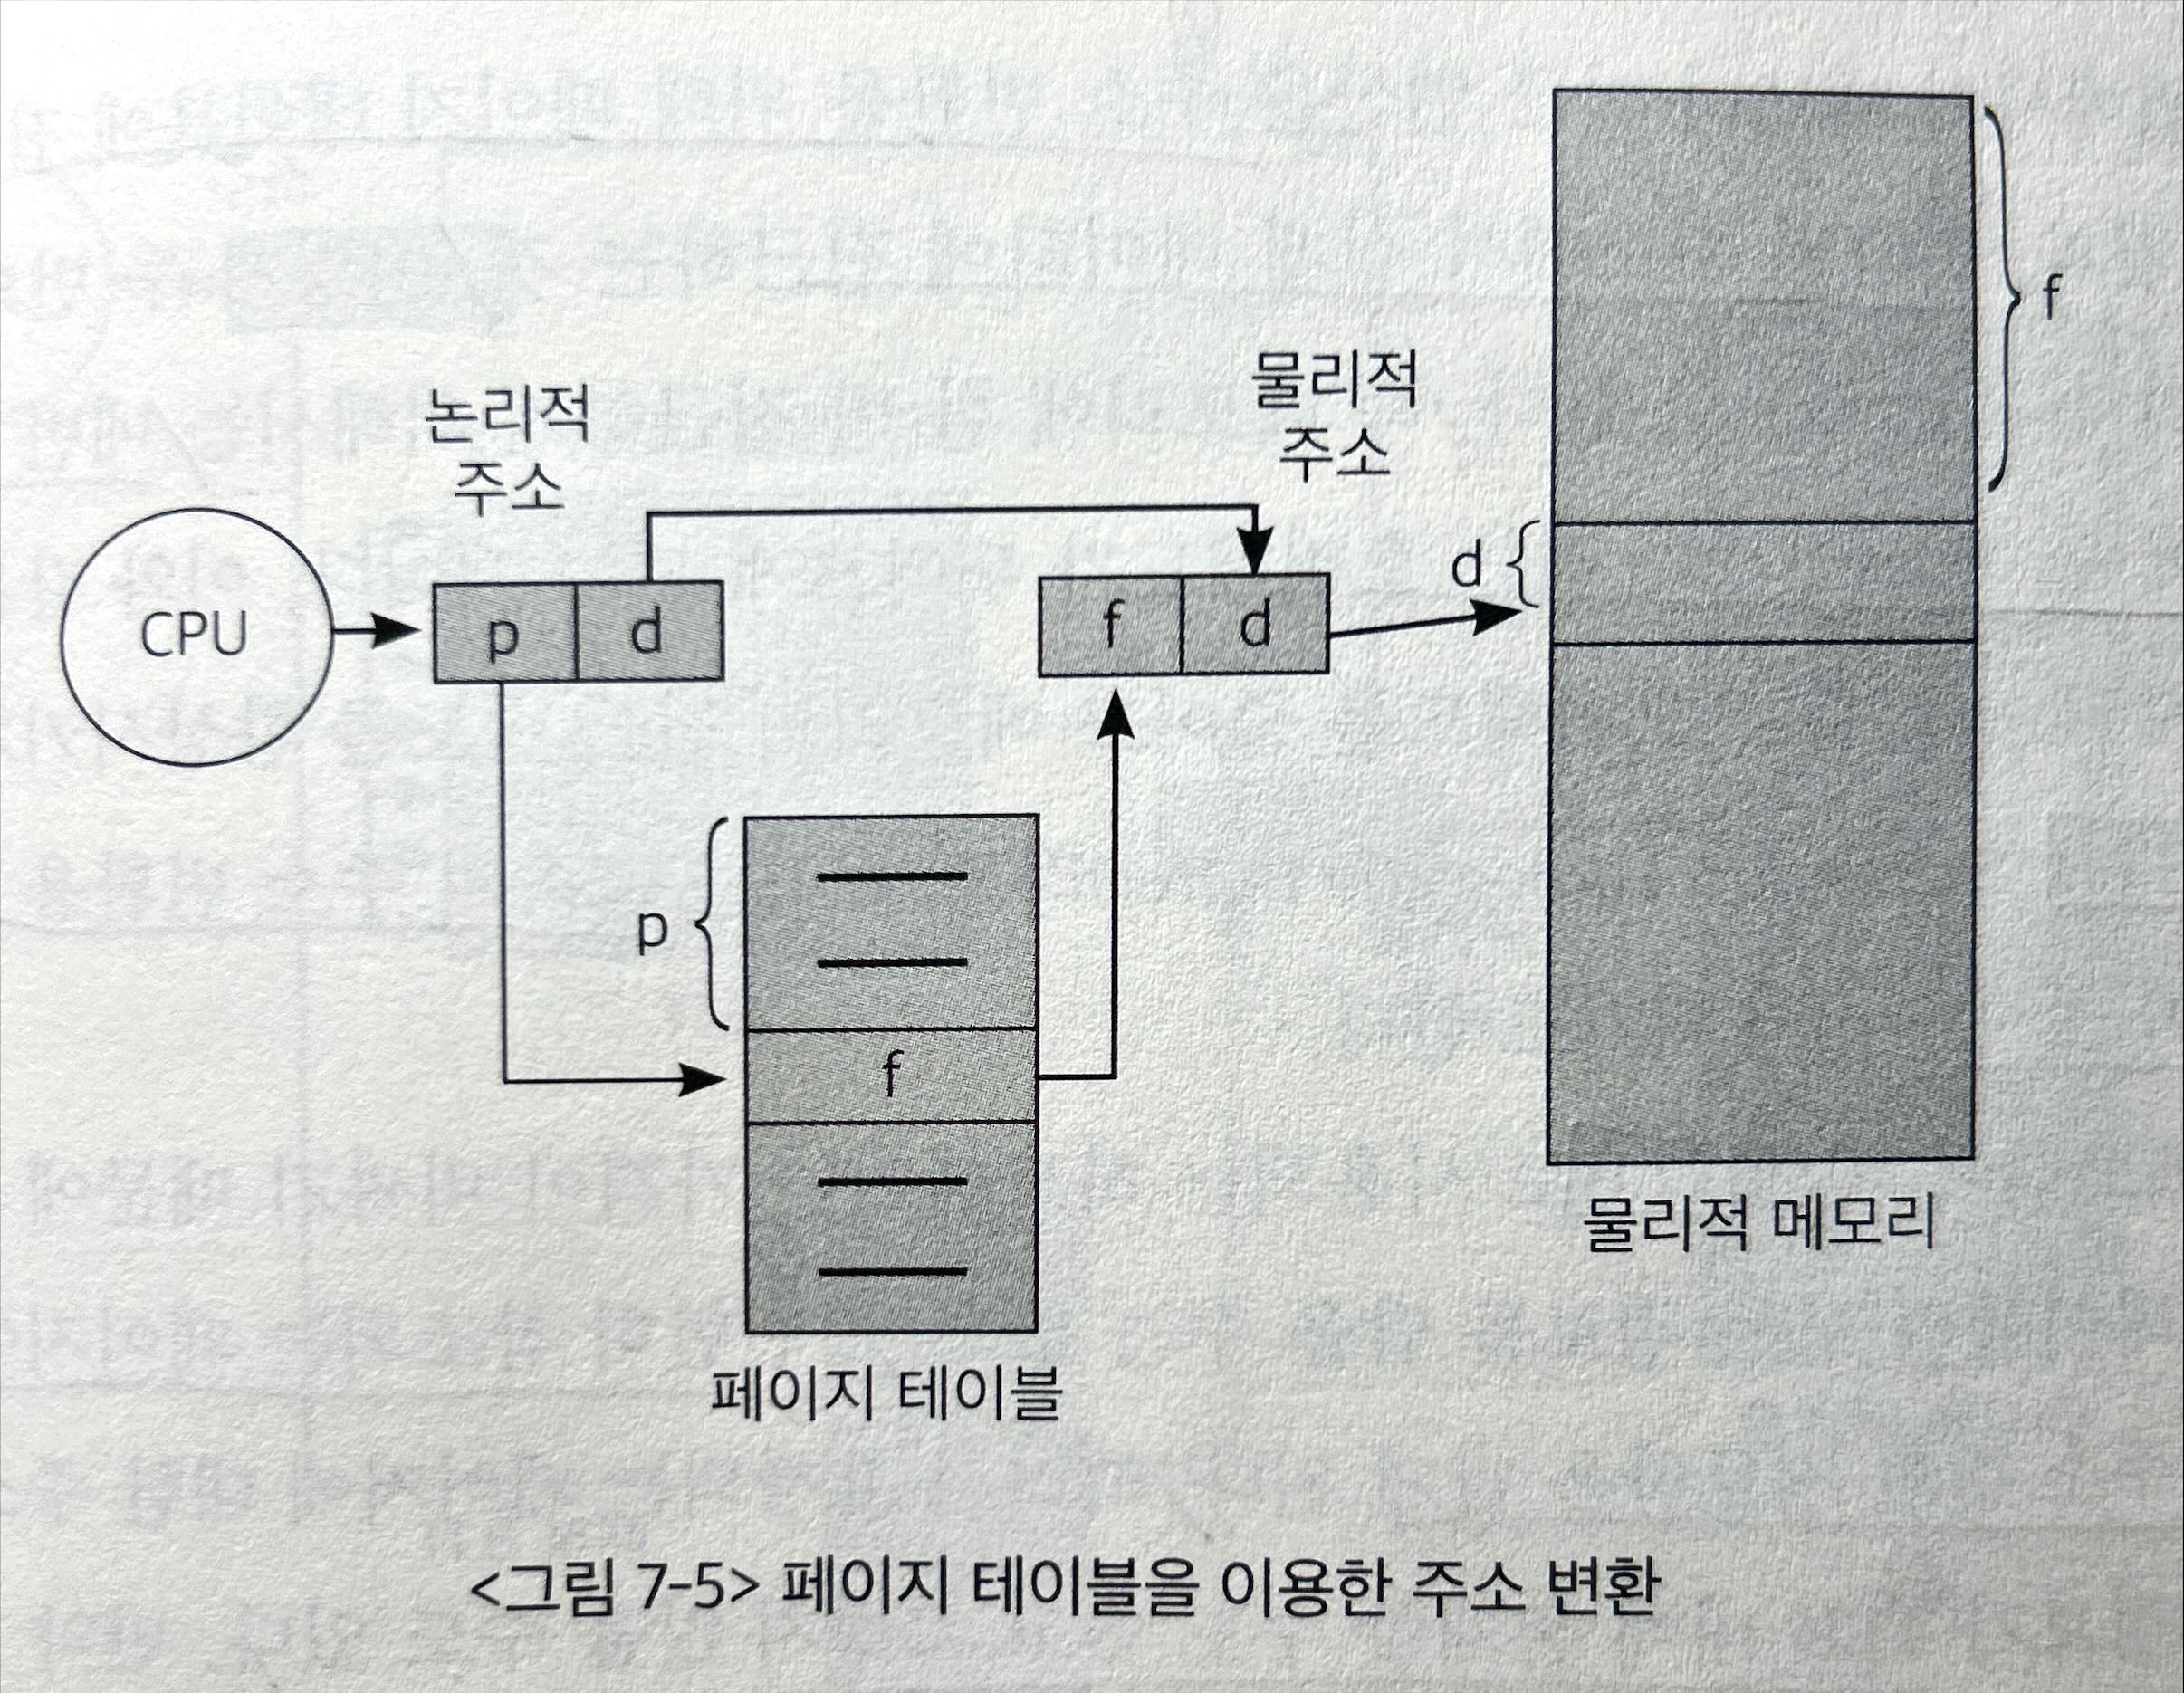 논리적
주소
물리적
주소
f
d
CPU
p
d
f
d
p
f
물리적 메모리
페이지 테이블
<그림 7-5> 페이지 테이블을 이용한 주소 변환